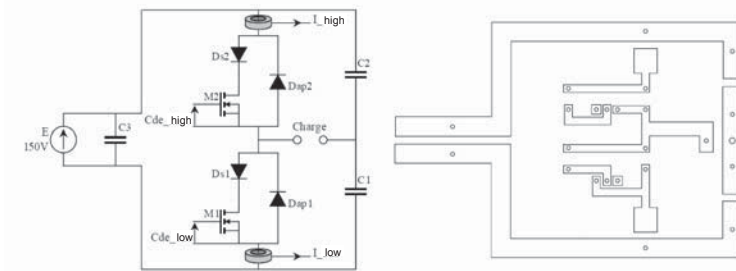 I_high
Ds2
C2
M2
Dap2
Cde_high
E
150V
C3
Charge
Ds1
C1
M1
Dap1
Cde_low
I_low